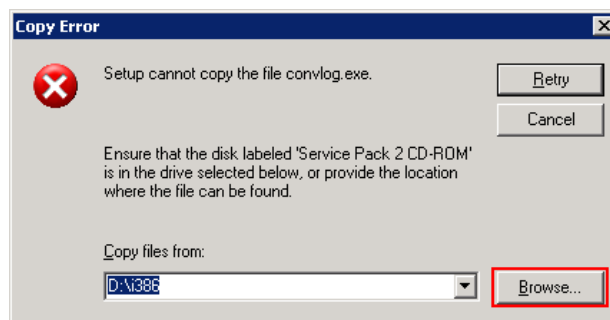 Copy Error
Setup cannot copy the file convlog.exe.
Retry
Cancel
Ensure that the disk labeled 'Service Pack 2 CD-ROM'
is in the drive selected below, or provide the location
where the file can be found.
Copy files from:
D:\i386
Browse...